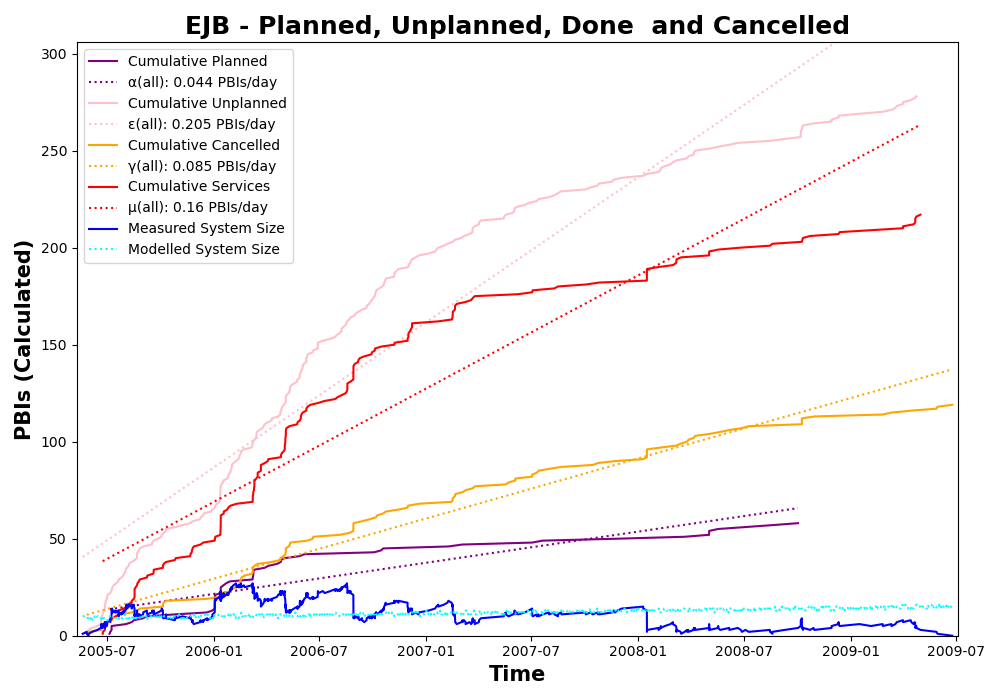 EJB - Planned, Unplanned, Done  and Cancelled
PBIs (Calculated)
300
250
200
150
100
50
0
Cumulative Planned
α(all): 0.044 PBIs/day
Cumulative Unplanned
ε(all): 0.205 PBIs/day
Cumulative Cancelled
γ(all): 0.085 PBIs/day
Cumulative Services
μ(all): 0.16 PBIs/day
Measured System Size
Modelled System Size
2005-07 2006-01 2006-07 2007-01 2007-07 2008-01 2008-07 2009-01 2009-07
Time